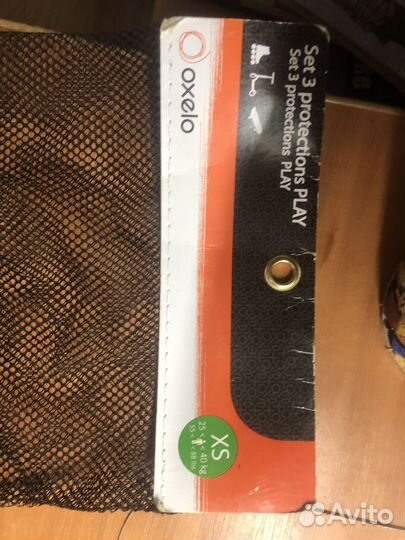 oxelo
Set 3 protections PLAY
Set 3 protections PLAY
XS
25 < < 40 kg
55 < < 88 lbs
Avito